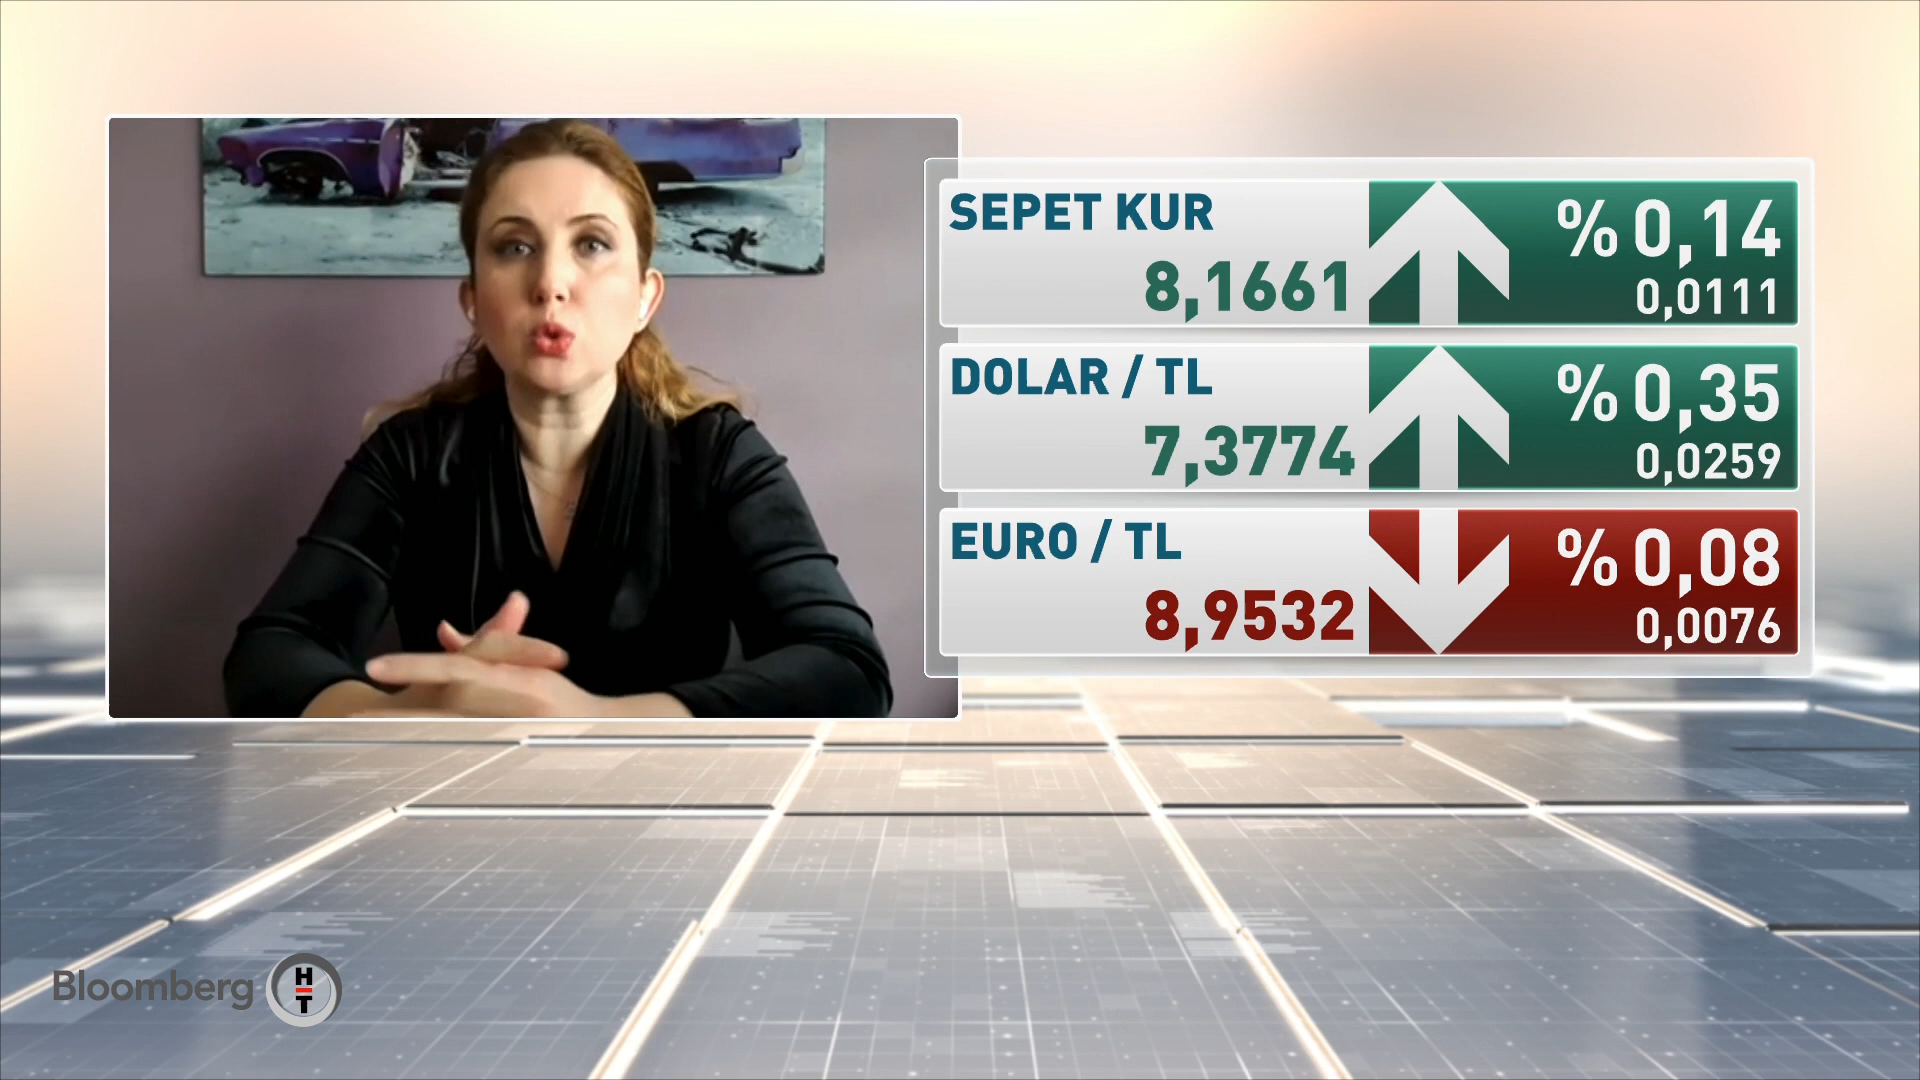 SEPET KUR
% 0,14
8,1661
0,0111
DOLAR / TL
% 0,35
7,3774
0,0259
EURO / TL
% 0,08
8,9532
0,0076
Bloomberg HT